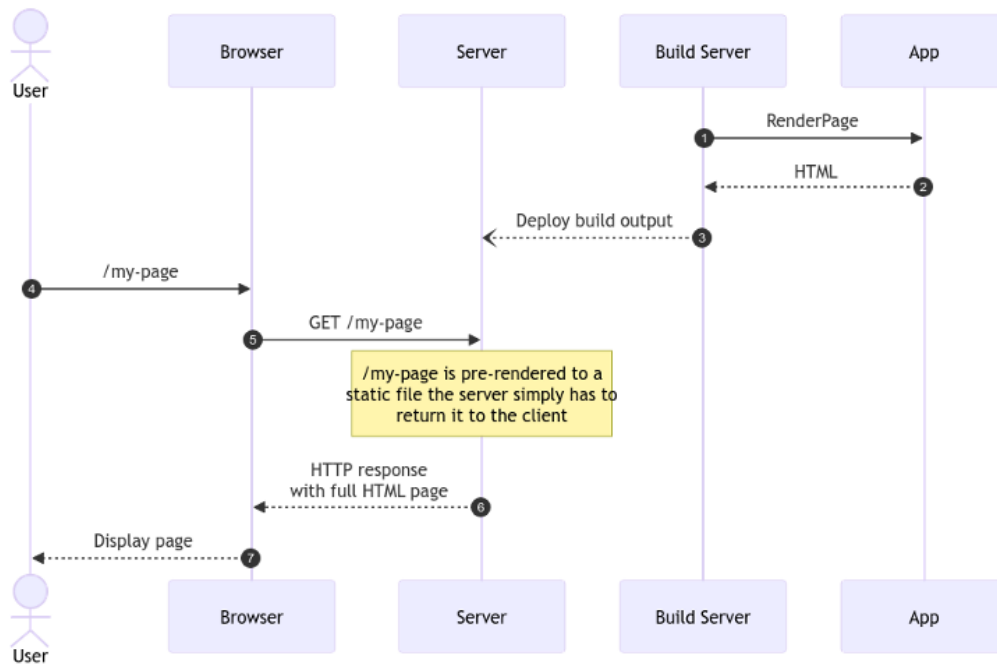 Browser
Server
Build Server
App
User
1
RenderPage
HTML
2
Deploy build output
3
/my-page
4
GET /my-page
5
/my-page is pre-rendered to a
static file the server simply has to
return it to the client
HTTP response
with full HTML page
6
Display page
7
Browser
Server
Build Server
App
User